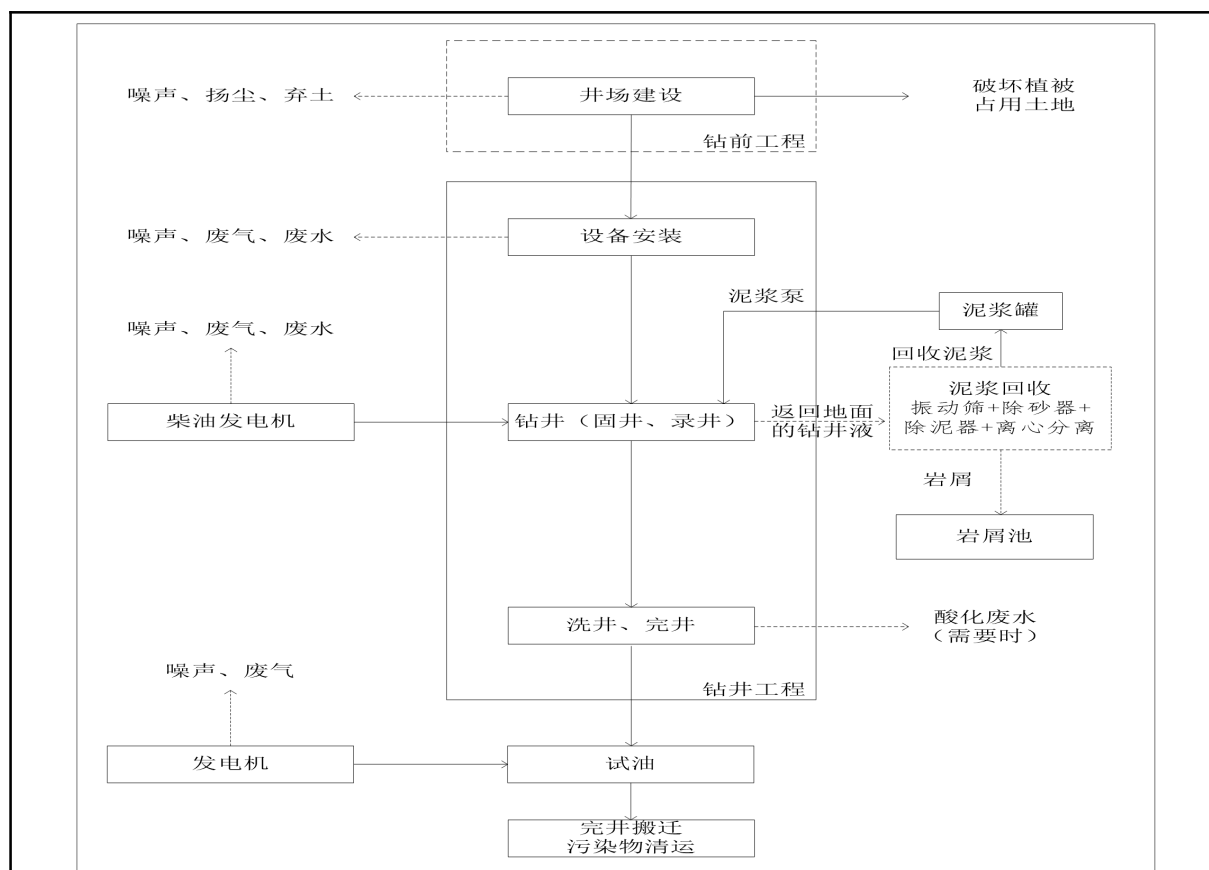 噪声、扬尘、弃土
井场建设
破坏植被
占用土地
钻前工程
噪声、废气、废水
设备安装
泥浆泵
泥浆罐
噪声、废气、废水
回收泥浆
泥浆回收
振动筛+除砂器+
除泥器+离心分离
柴油发电机
钻井（固井、录井）
返回地面
的钻井液
岩屑
岩屑池
洗井、完井
酸化废水
（需要时）
噪声、废气
钻井工程
发电机
试油
完井搬迁
污染物清运